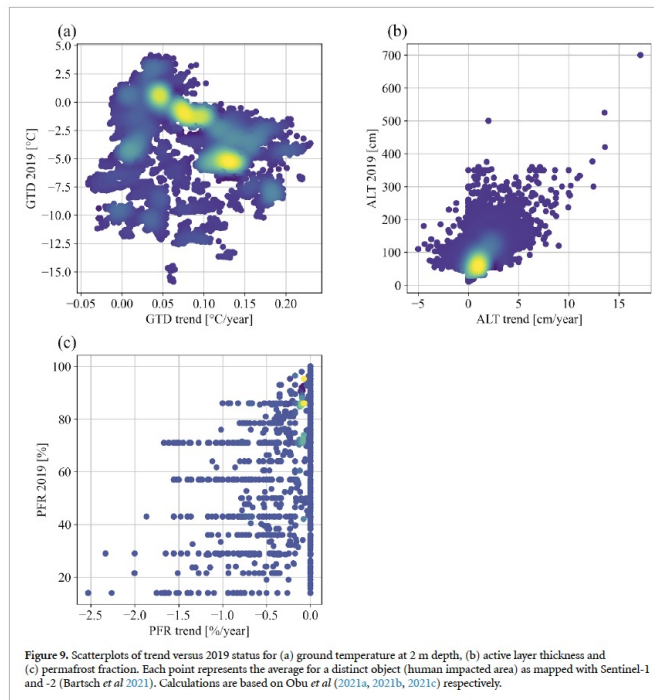 (a)
5.0
2.5
0.0
−2.5
−5.0
−7.5
−10.0
−12.5
−15.0
GTD 2019 [°C]
−0.05 0.00 0.05 0.10 0.15 0.20
GTD trend [°C/year]
(b)
700
600
500
400
300
200
100
0
ALT 2019 [cm]
−5 0 5 10 15
ALT trend [cm/year]
(c)
100
80
60
40
20
PFR 2019 [%]
−2.5 −2.0 −1.5 −1.0 −0.5 0.0
PFR trend [%/year]
Figure 9. Scatterplots of trend versus 2019 status for (a) ground temperature at 2 m depth, (b) active layer thickness and
(c) permafrost fraction. Each point represents the average for a distinct object (human impacted area) as mapped with Sentinel-1
and -2 (Bartsch et al 2021). Calculations are based on Obu et al (2021a, 2021b, 2021c) respectively.